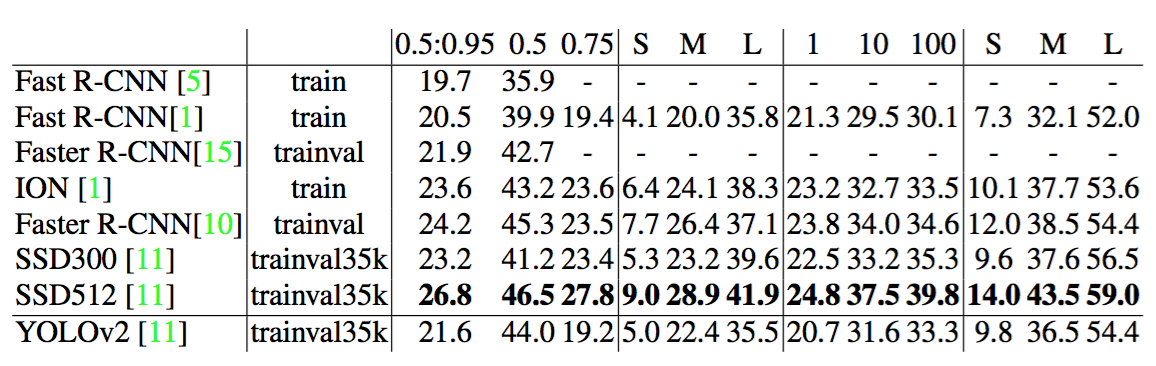 0.5:0.95 0.5 0.75 S M L 1 10 100 S M L
Fast R-CNN [5] train 19.7 35.9 - - - - - - - - - -
Fast R-CNN[1] train 20.5 39.9 19.4 4.1 20.0 35.8 21.3 29.5 30.1 7.3 32.1 52.0
Faster R-CNN[15] trainval 21.9 42.7 - - - - - - - - - -
ION [1] train 23.6 43.2 23.6 6.4 24.1 38.3 23.2 32.7 33.5 10.1 37.7 53.6
Faster R-CNN[10] trainval 24.2 45.3 23.5 7.7 26.4 37.1 23.8 34.0 34.6 12.0 38.5 54.4
SSD300 [11] trainval35k 23.2 41.2 23.4 5.3 23.2 39.6 22.5 33.2 35.3 9.6 37.6 56.5
SSD512 [11] trainval35k 26.8 46.5 27.8 9.0 28.9 41.9 24.8 37.5 39.8 14.0 43.5 59.0
YOLOv2 [11] trainval35k 21.6 44.0 19.2 5.0 22.4 35.5 20.7 31.6 33.3 9.8 36.5 54.4